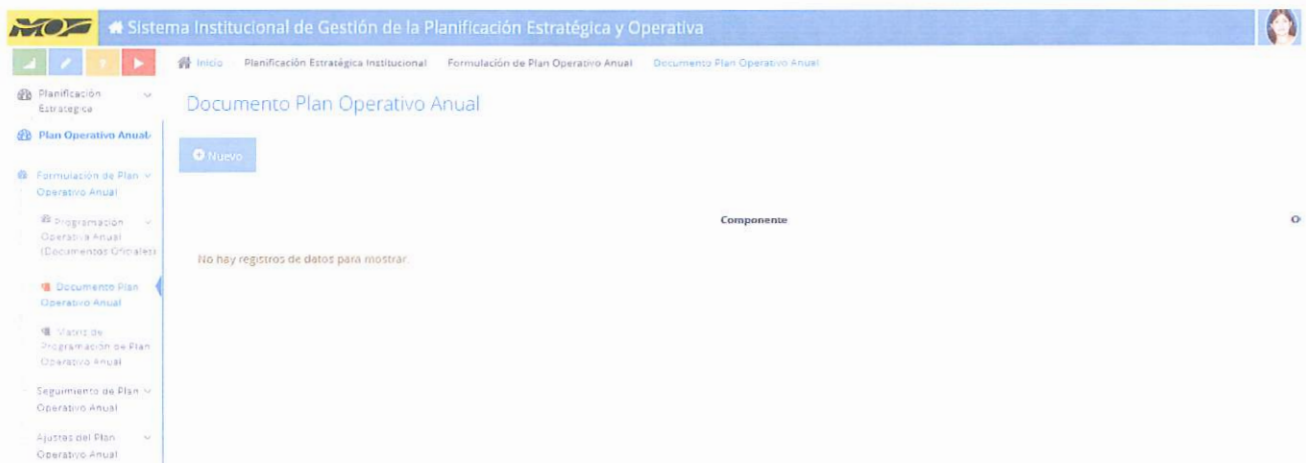 MOP Sistema Institucional de Gestión de la Planificación Estratégica y Operativa
Inicio Planificación Estratégica Institucional Formulación de Plan Operativo Anual Documento Plan Operativo Anual
Planificación
Estrategica
Plan Operativo Anual
Formulación de Plan
Operativo Anual
Programación
Operativa Anual
(Documentos Oficiales)
Documento Plan
Operativo Anual
Matriz de
Programación de Plan
Operativo Anual
Seguimiento de Plan
Operativo Anual
Ajustes del Plan
Operativo Anual
Documento Plan Operativo Anual
Nuevo
Componente
No hay registros de datos para mostrar.